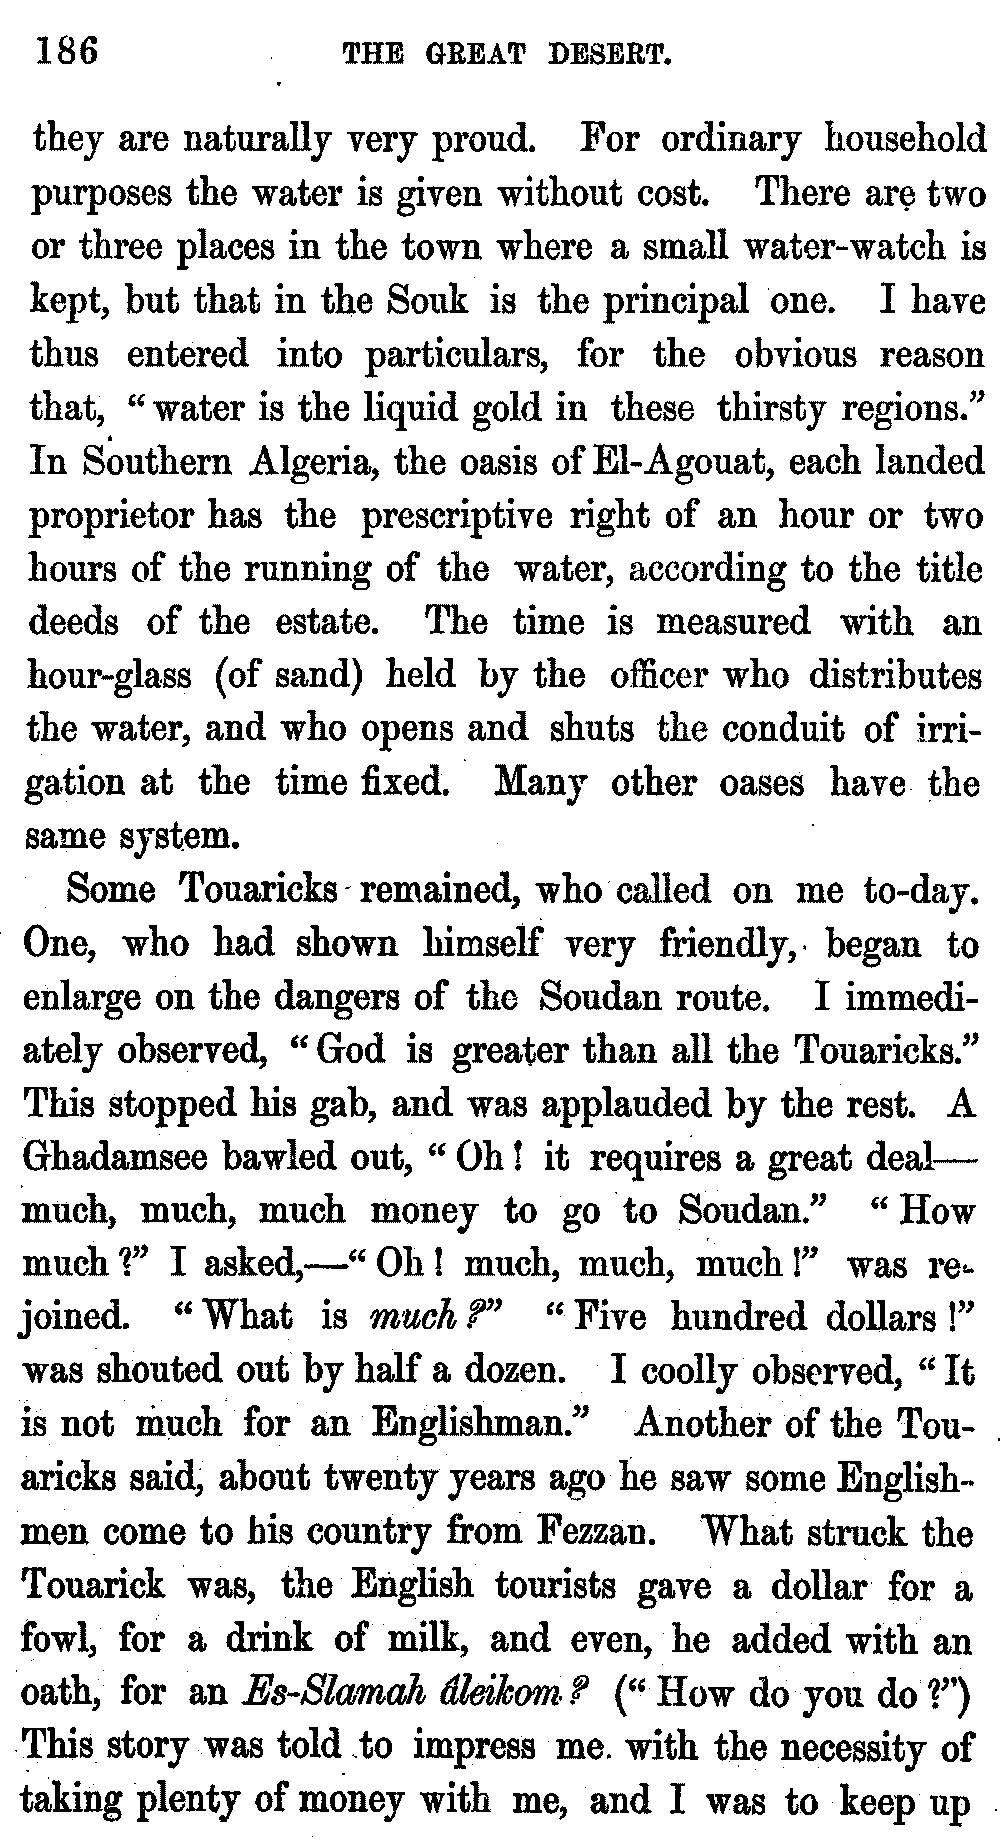 186 THE GREAT DESERT.
they are naturally very proud. For ordinary household
purposes the water is given without cost. There are two
or three places in the town where a small water-watch is
kept, but that in the Souk is the principal one. I have
thus entered into particulars, for the obvious reason
that, “water is the liquid gold in these thirsty regions.”
In Southern Algeria, the oasis of El-Agouat, each landed
proprietor has the prescriptive right of an hour or two
hours of the running of the water, according to the title
deeds of the estate. The time is measured with an
hour-glass (of sand) held by the officer who distributes
the water, and who opens and shuts the conduit of irri-
gation at the time fixed. Many other oases have the
same system.
Some Touaricks remained, who called on me to-day.
One, who had shown himself very friendly, began to
enlarge on the dangers of the Soudan route. I immedi-
ately observed, “God is greater than all the Touaricks.”
This stopped his gab, and was applauded by the rest. A
Ghadamsee bawled out, “Oh! it requires a great deal—
much, much, much money to go to Soudan.” “How
much?” I asked,—“Oh! much, much, much!” was re-
joined. “What is much?” “Five hundred dollars!”
was shouted out by half a dozen. I coolly observed, “It
is not much for an Englishman.” Another of the Tou-
aricks said, about twenty years ago he saw some English-
men come to his country from Fezzan. What struck the
Touarick was, the English tourists gave a dollar for a
fowl, for a drink of milk, and even, he added with an
oath, for an Es-Slamah âleikom? (“How do you do?”)
This story was told to impress me with the necessity of
taking plenty of money with me, and I was to keep up